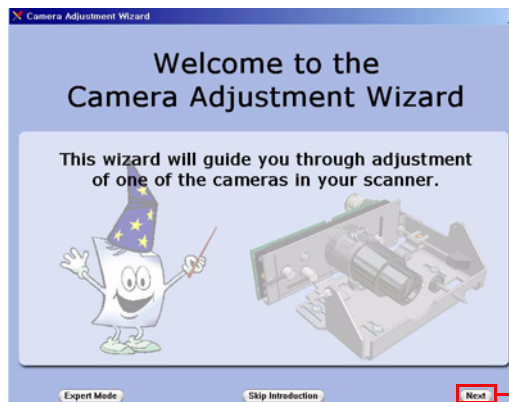 Camera Adjustment Wizard
Welcome to the
Camera Adjustment Wizard
This wizard will guide you through adjustment
of one of the cameras in your scanner.
Expert Mode
Skip Introduction
Next